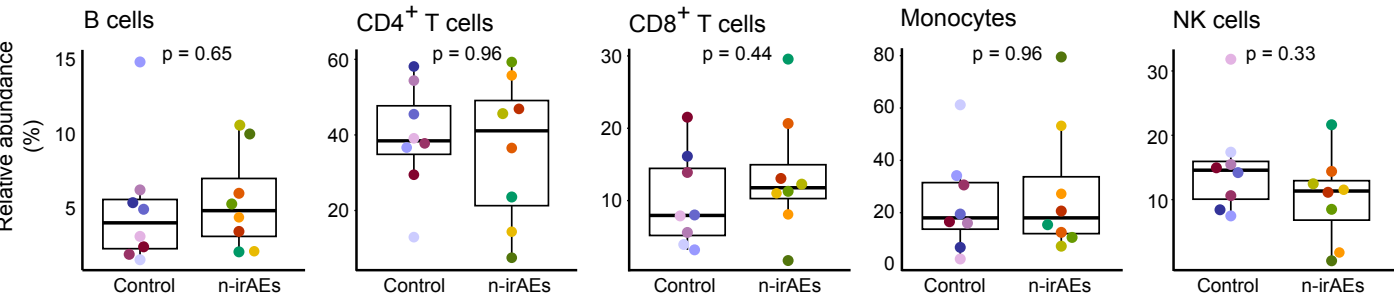 B cells
CD4+ T cells
CD8+ T cells
Monocytes
NK cells
Relative abundance
(%)
p = 0.65
p = 0.96
p = 0.44
p = 0.96
p = 0.33
15
10
5
60
40
20
30
20
10
80
60
40
20
0
30
20
10
Control
n-irAEs
Control
n-irAEs
Control
n-irAEs
Control
n-irAEs
Control
n-irAEs